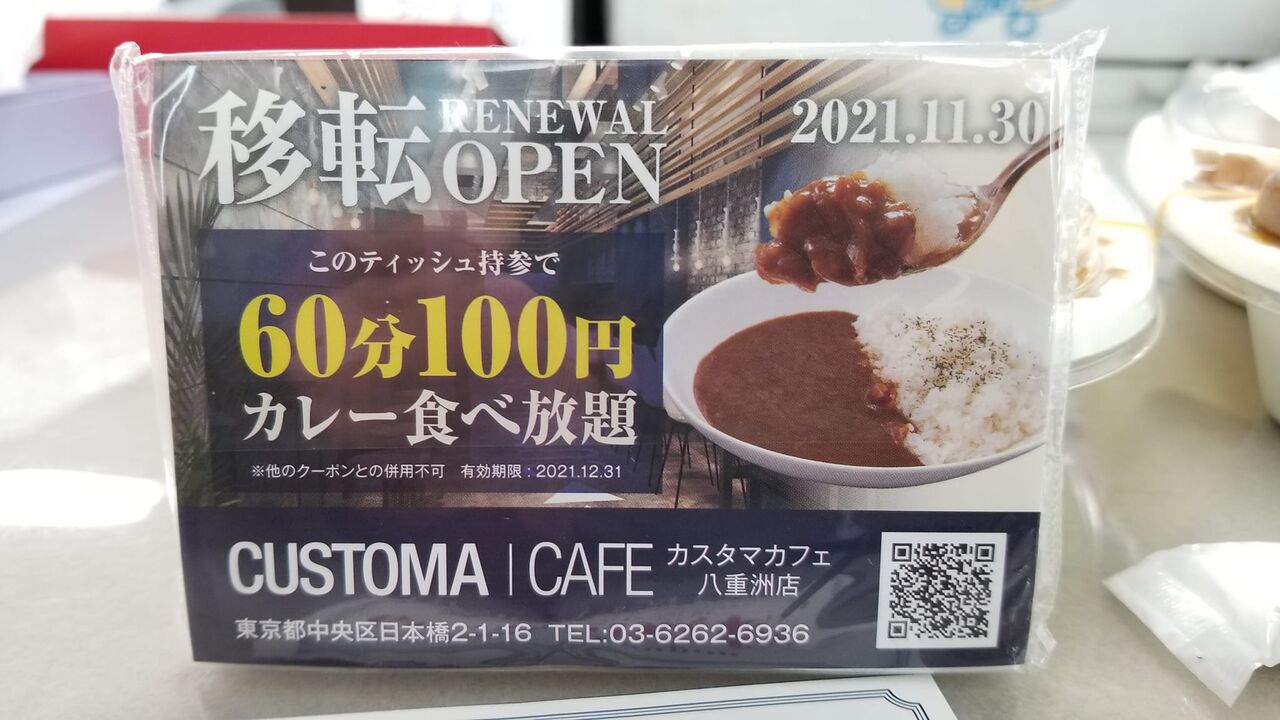 移転 RENEWAL OPEN
2021.11.30
このティッシュ持参で
60分100円
カレー食べ放題
※他のクーポンとの併用不可 有効期限：2021.12.31
CUSTOMA | CAFE
カスタマカフェ
八重洲店
東京都中央区日本橋2-1-16 TEL:03-6262-6936